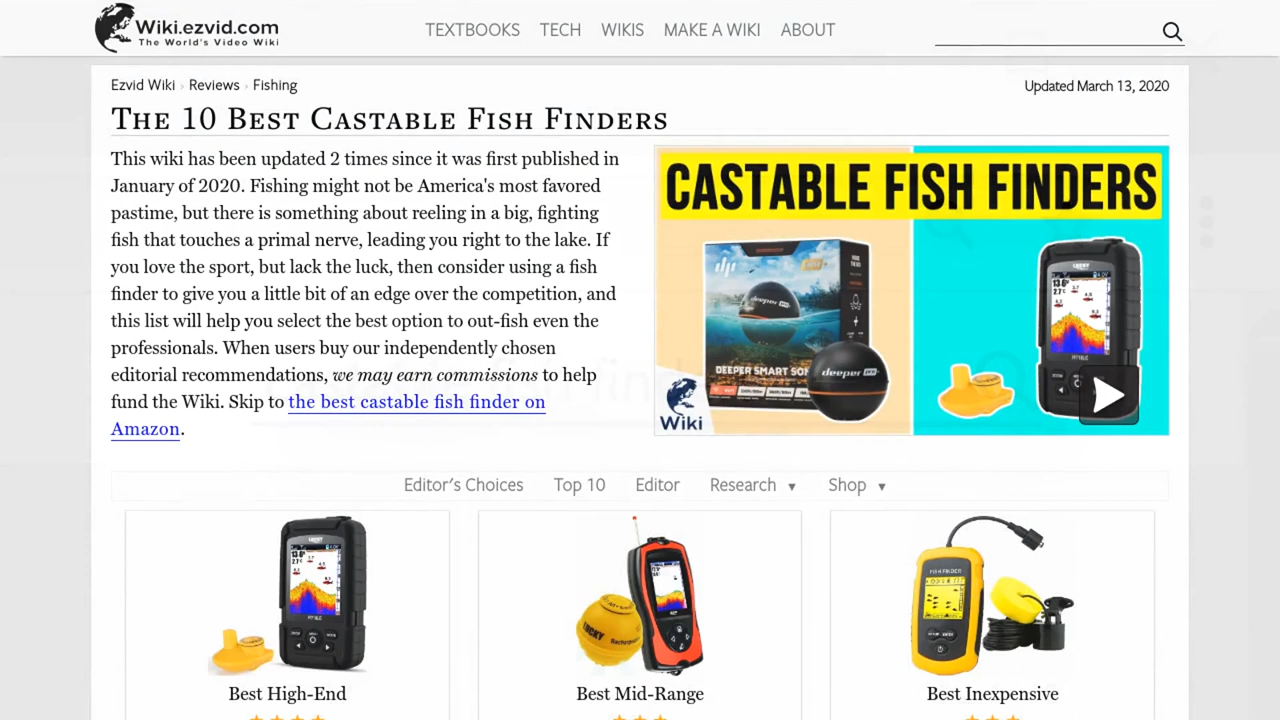 Wiki.ezvid.com
The World's Video Wiki
TEXTBOOKS TECH WIKIS MAKE A WIKI ABOUT
Ezvid Wiki › Reviews › Fishing
Updated March 13, 2020
The 10 Best Castable Fish Finders
This wiki has been updated 2 times since it was first published in
January of 2020. Fishing might not be America's most favored
pastime, but there is something about reeling in a big, fighting
fish that touches a primal nerve, leading you right to the lake. If
you love the sport, but lack the luck, then consider using a fish
finder to give you a little bit of an edge over the competition, and
this list will help you select the best option to out-fish even the
professionals. When users buy our independently chosen
editorial recommendations, we may earn commissions to help
fund the Wiki. Skip to the best castable fish finder on
Amazon.
CASTABLE FISH FINDERS
deeper
DEEPER SMART SON
deeper
Wiki
Editor's Choices Top 10 Editor Research ▼ Shop ▼
LUCKY
FISH FINDER
Best High-End Best Mid-Range Best Inexpensive